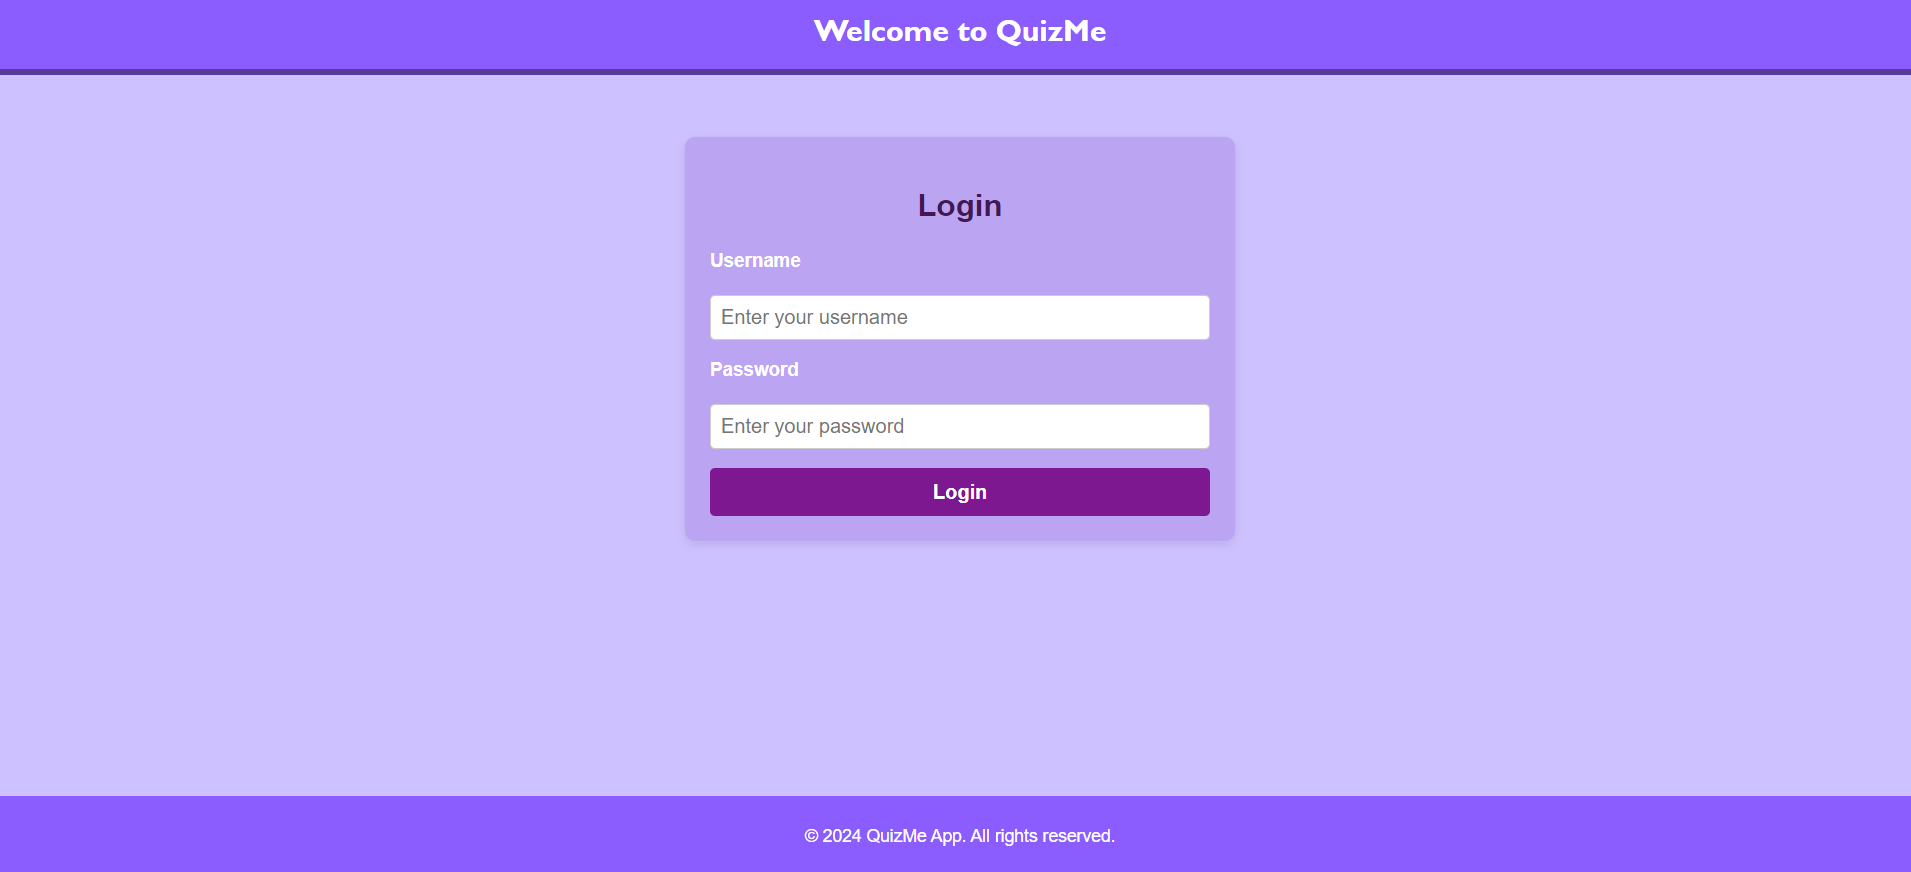 Welcome to QuizMe
Login
Username
Enter your username
Password
Enter your password
Login
© 2024 QuizMe App. All rights reserved.